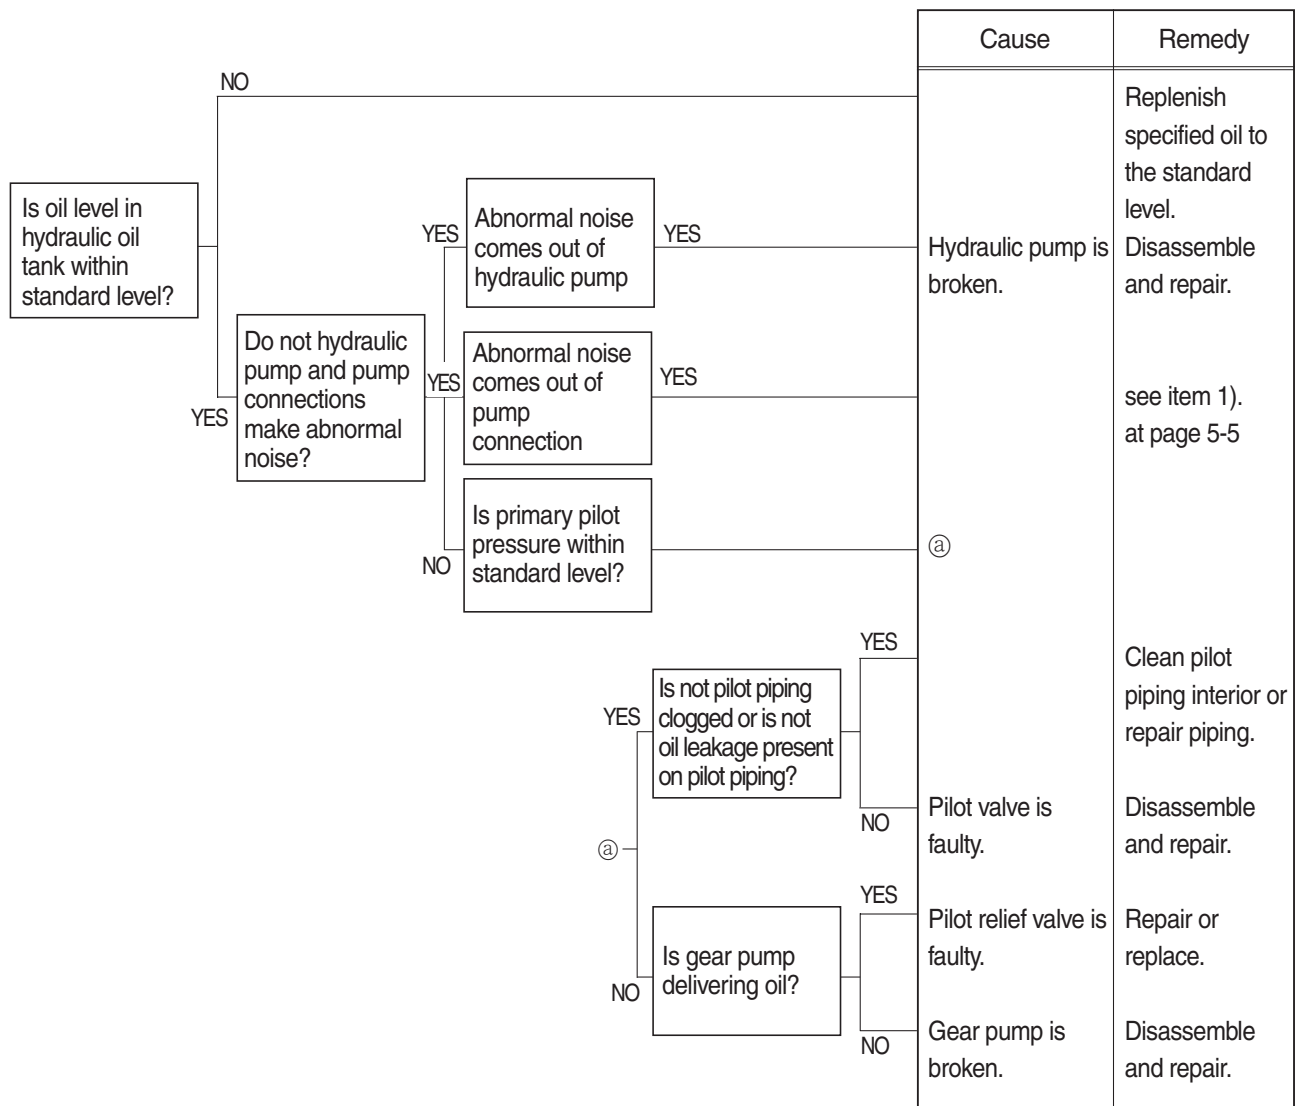 Cause
Remedy
NO
Replenish
specified oil to
the standard
level.
Is oil level in
hydraulic oil
tank within
standard level?
YES
Abnormal noise
comes out of
hydraulic pump
YES
Hydraulic pump is
broken.
Disassemble
and repair.
YES
Do not hydraulic
pump and pump
connections
make abnormal
noise?
YES
Abnormal noise
comes out of
pump
connection
YES
see item 1).
at page 5-5
NO
Is primary pilot
pressure within
standard level?
ⓐ
YES
Is not pilot piping
clogged or is not
oil leakage present
on pilot piping?
YES
Clean pilot
piping interior or
repair piping.
NO
Pilot valve is
faulty.
Disassemble
and repair.
ⓐ
NO
Is gear pump
delivering oil?
YES
Pilot relief valve is
faulty.
Repair or
replace.
NO
Gear pump is
broken.
Disassemble
and repair.